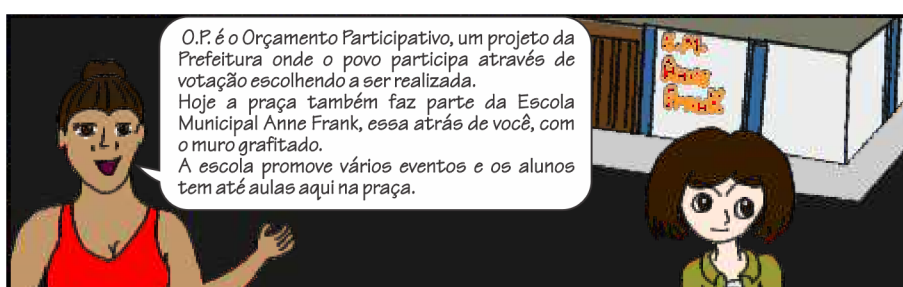 O.P. é o Orçamento Participativo, um projeto da
Prefeitura onde o povo participa através de
votação escolhendo a ser realizada.
Hoje a praça também faz parte da Escola
Municipal Anne Frank, essa atrás de você, com
o muro grafitado.
A escola promove vários eventos e os alunos
tem até aulas aqui na praça.
E.M.
Anne
Frank